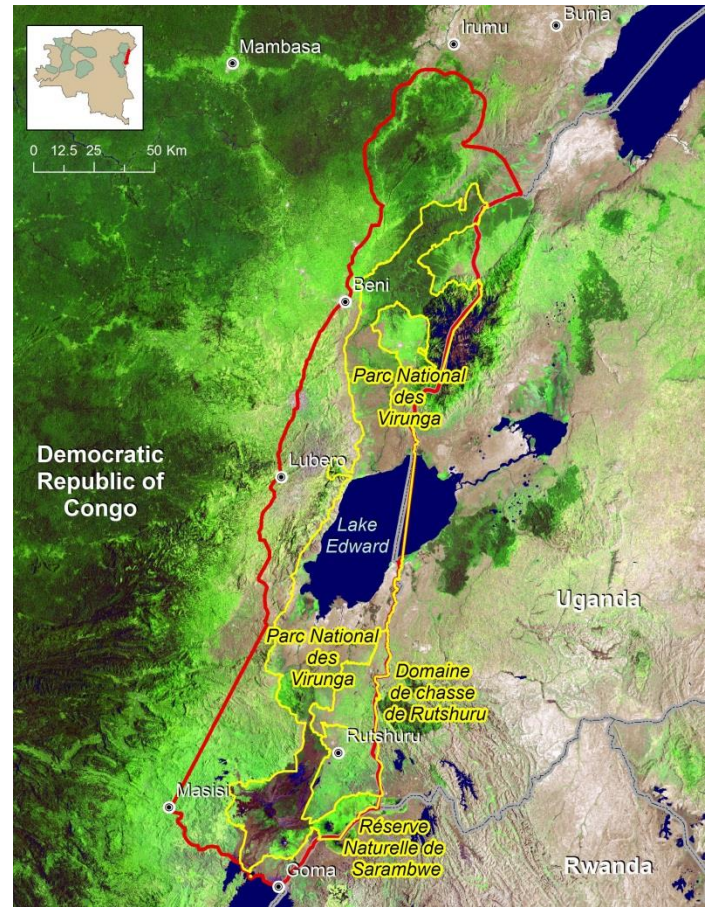 Bunia
Irumu
Mambasa
0 12.5 25 50 Km
Beni
Parc National
des
Virunga
Democratic
Republic of
Congo
Lubero
Lake
Edward
Uganda
Parc National
des
Virunga
Domaine
de chasse
de Rutshuru
Rutshuru
Masisi
Réserve
Naturelle de
Sarambwe
Goma
Rwanda